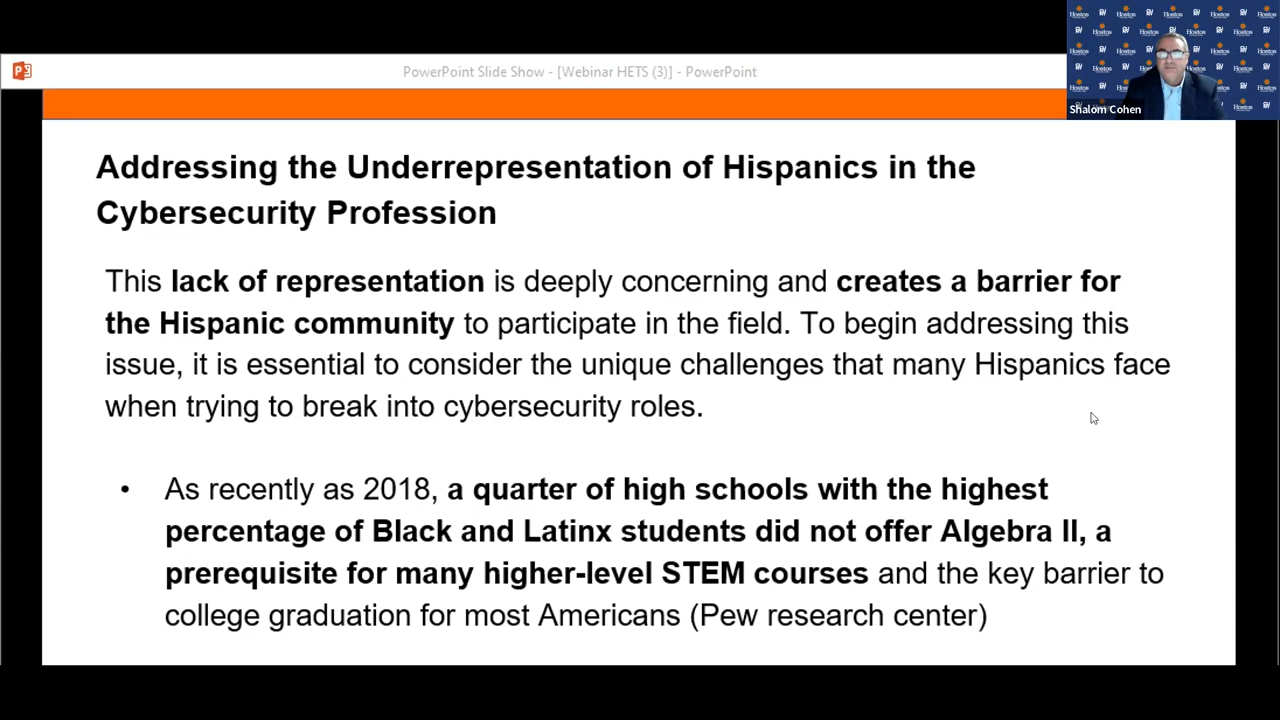 PowerPoint Slide Show - [Webinar HETS (3)] - PowerPoint
Hostos
Shalom Cohen
Addressing the Underrepresentation of Hispanics in the
Cybersecurity Profession
This lack of representation is deeply concerning and creates a barrier for
the Hispanic community to participate in the field. To begin addressing this
issue, it is essential to consider the unique challenges that many Hispanics face
when trying to break into cybersecurity roles.
• As recently as 2018, a quarter of high schools with the highest
percentage of Black and Latinx students did not offer Algebra II, a
prerequisite for many higher-level STEM courses and the key barrier to
college graduation for most Americans (Pew research center)